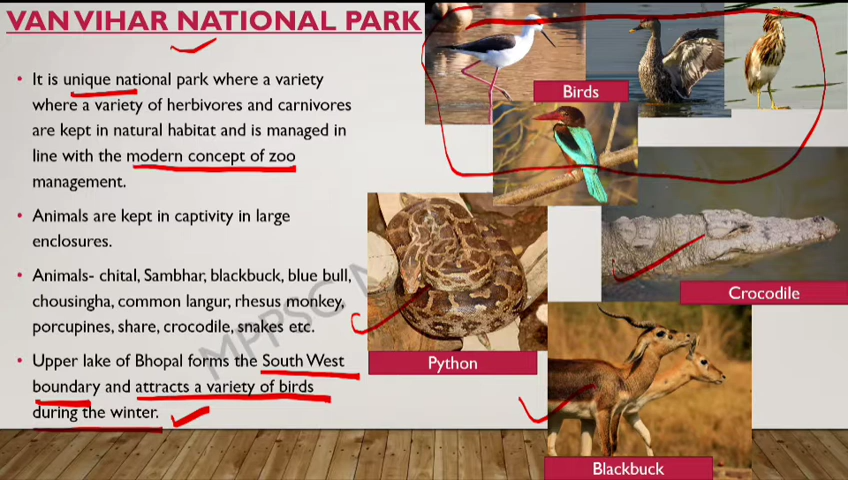 VAN VIHAR NATIONAL PARK
• It is unique national park where a variety
where a variety of herbivores and carnivores
are kept in natural habitat and is managed in
line with the modern concept of zoo
management.
• Animals are kept in captivity in large
enclosures.
• Animals- chital, Sambhar, blackbuck, blue bull,
chousingha, common langur, rhesus monkey,
porcupines, share, crocodile, snakes etc.
• Upper lake of Bhopal forms the South West
boundary and attracts a variety of birds
during the winter.
Birds
Crocodile
Python
Blackbuck
MPPSC